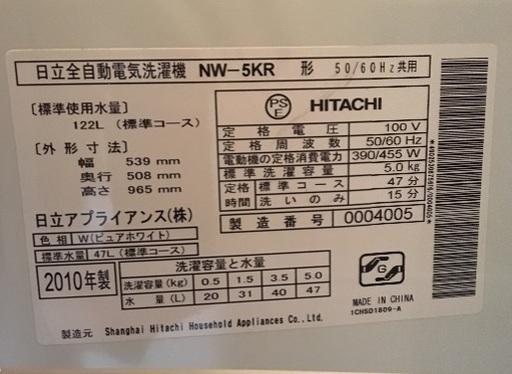 日立全自動電気洗濯機 NW-5KR 形 50/60Hz共用
〔標準使用水量〕
122L (標準コース)
〔外形寸法〕
幅 539 mm
奥行 508 mm
高さ 965 mm
日立アプライアンス(株)
色相 W(ピュアホワイト)
標準水量 47L(標準コース)
PSE HITACHI
定格電圧 100 V
定格周波数 50/60 Hz
電動機の定格消費電力 390/455 W
標準洗濯容量 5.0kg
定格時間 標準コース 47分
洗いのみ 15分
製造番号 0004005
2010年製
洗濯容量と水量
洗濯容量(kg) 0.5 1.5 3.5 5.0
水量(L) 20 31 40 47
G
MADE IN CHINA
1CHSD1809-A
製造元 Shanghai Hitachi Household Appliances Co.,Ltd.